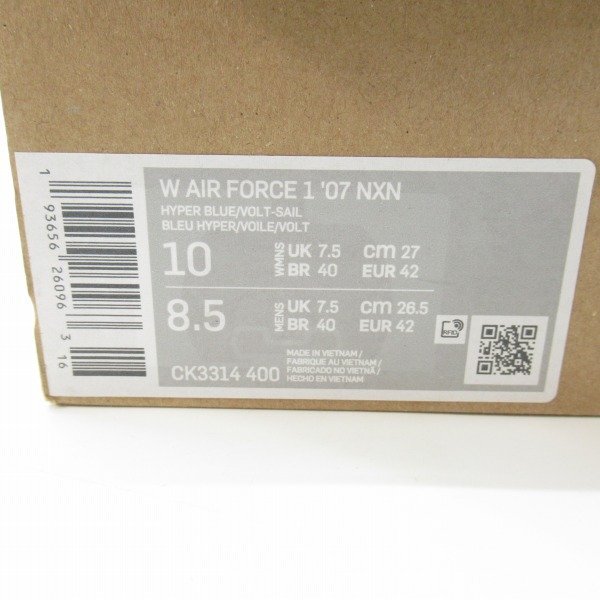 W AIR FORCE 1 '07 NXN
HYPER BLUE/VOLT-SAIL
BLEU HYPER/VOILE/VOLT
10 WMNS UK 7.5 cm 27
BR 40 EUR 42
8.5 MENS UK 7.5 cm 26.5
BR 40 EUR 42
CK3314 400
MADE IN VIETNAM/
FABRIQUE AU VIETNAM/
FABRICADO NO VIETNÃ/
HECHO EN VIETNAM
RFID
1 93656 26096 3 16